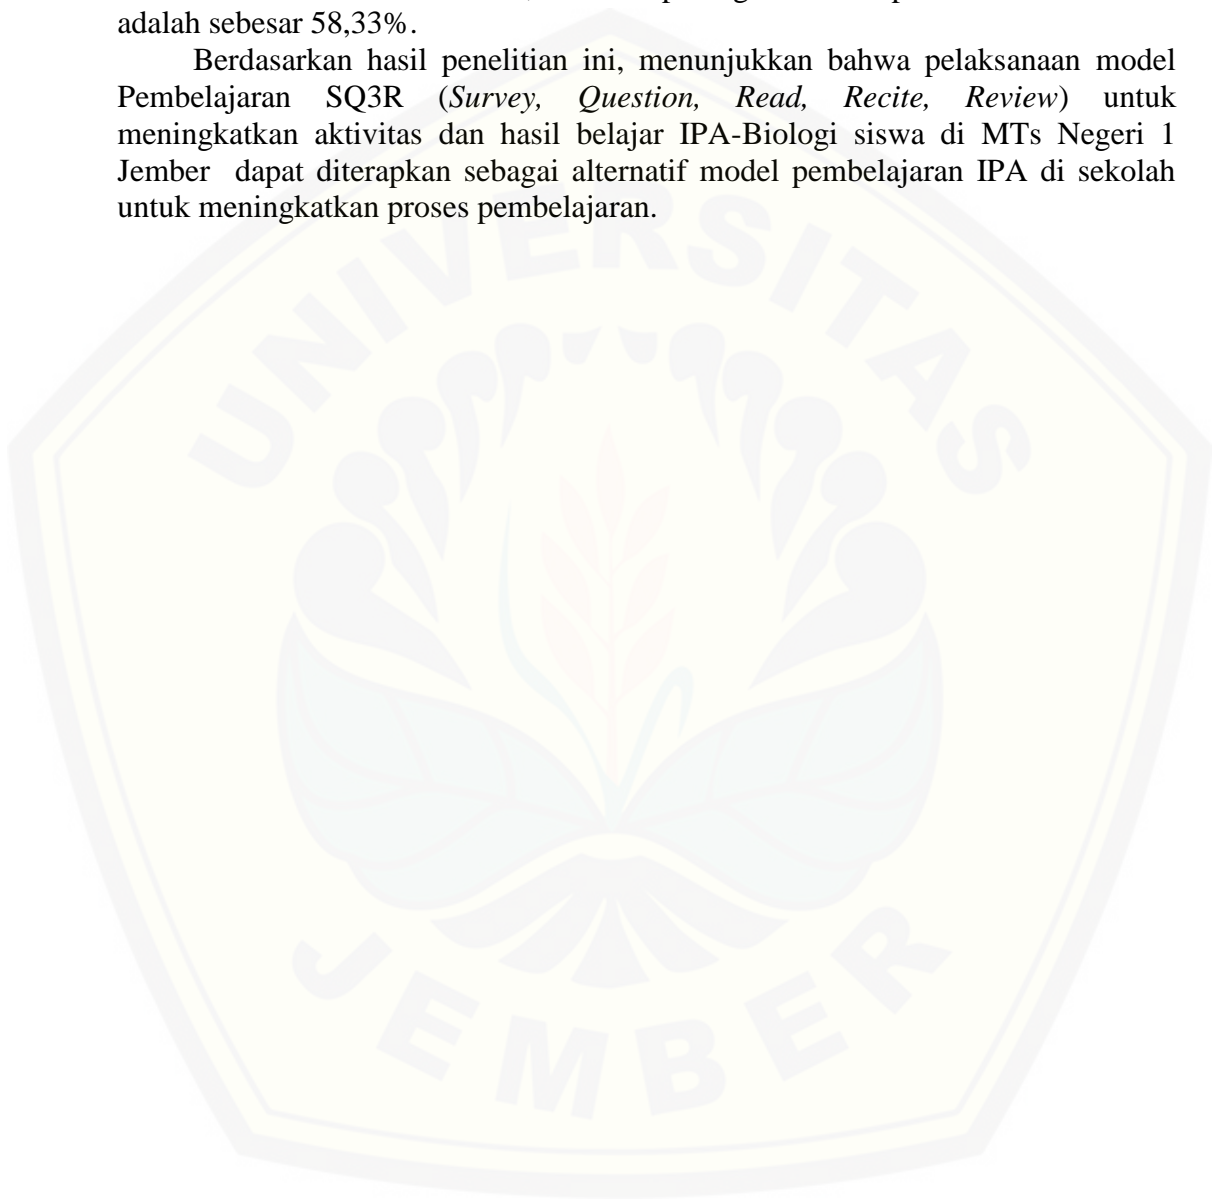 adalah sebesar 58,33%.
Berdasarkan hasil penelitian ini, menunjukkan bahwa pelaksanaan model
Pembelajaran SQ3R (Survey, Question, Read, Recite, Review) untuk
meningkatkan aktivitas dan hasil belajar IPA-Biologi siswa di MTs Negeri 1
Jember dapat diterapkan sebagai alternatif model pembelajaran IPA di sekolah
untuk meningkatkan proses pembelajaran.
UNIVERSITAS
JEMBER